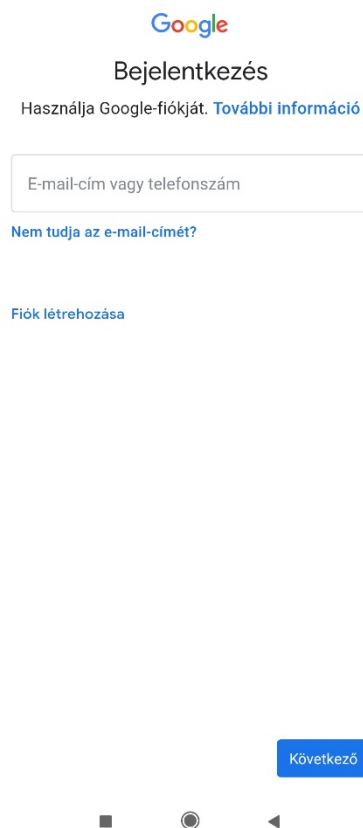 Google
Bejelentkezés
Használja Google-fiókját. További információ
E-mail-cím vagy telefonszám
Nem tudja az e-mail-címét?
Fiók létrehozása
Következő